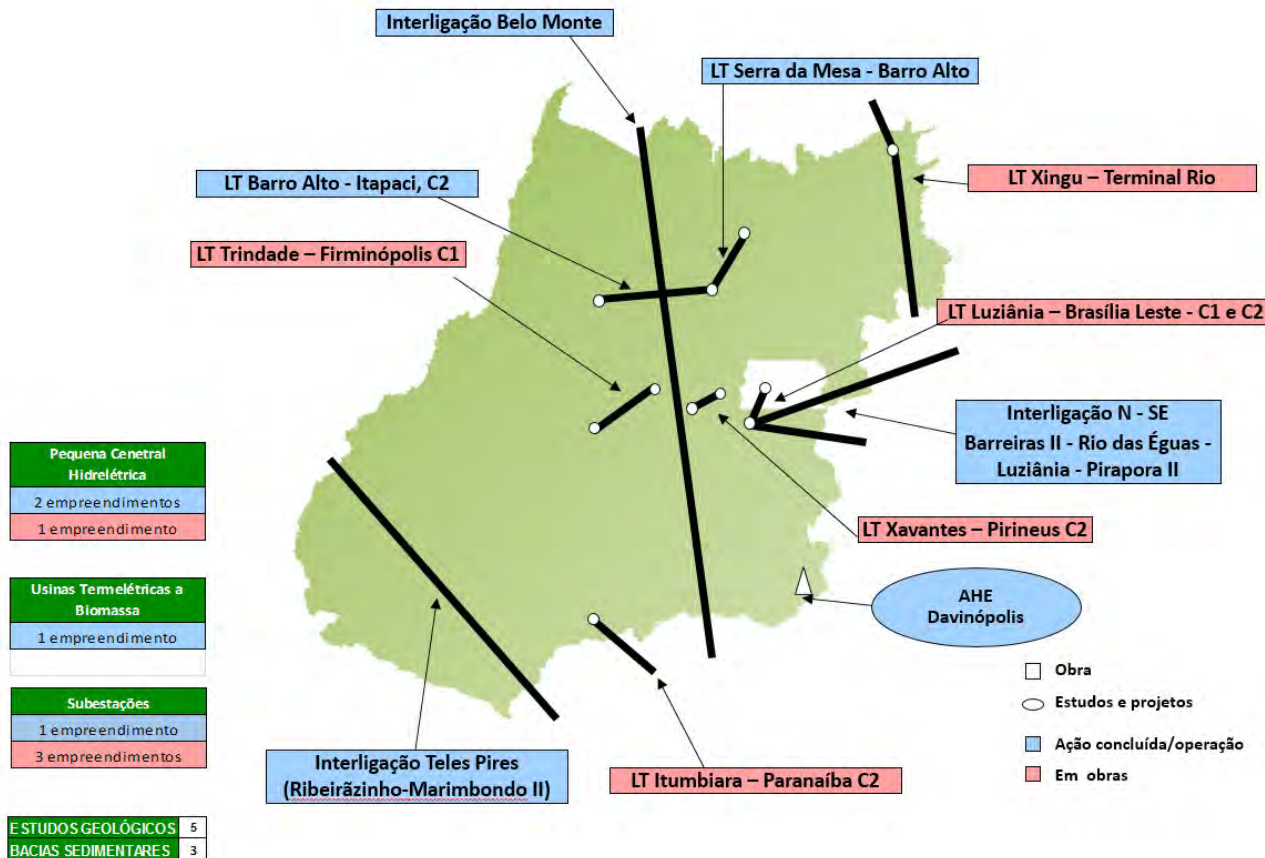 Interligação Belo Monte
LT Serra da Mesa - Barro Alto
LT Barro Alto - Itapaci, C2
LT Xingu – Terminal Rio
LT Trindade – Firminópolis C1
LT Luziânia – Brasília Leste - C1 e C2
Interligação N - SE
Barreiras II - Rio das Éguas -
Luziânia - Pirapora II
LT Xavantes – Pirineus C2
AHE
Davinópolis
Pequena Cenetral
Hidrelétrica
2 empreendimentos
1 empreendimento
Usinas Termelétricas a
Biomassa
1 empreendimento
Subestações
1 empreendimento
3 empreendimentos
Interligação Teles Pires
(Ribeirãzinho-Marimbondo II)
LT Itumbiara – Paranaíba C2
Obra
Estudos e projetos
Ação concluída/operação
Em obras
ESTUDOS GEOLÓGICOS 5
BACIAS SEDIMENTARES 3